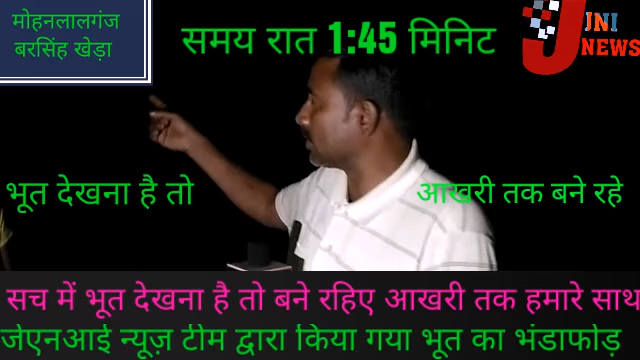 मोहनलालगंज
बरसिंह खेड़ा
समय रात 1:45 मिनिट
JNI
NEWS
भूत देखना है तो
आखरी तक बने रहे
सच में भूत देखना है तो बने रहिए आखरी तक हमारे साथ
जेएनआई न्यूज़ टीम द्वारा किया गया भूत का भंडाफोड़